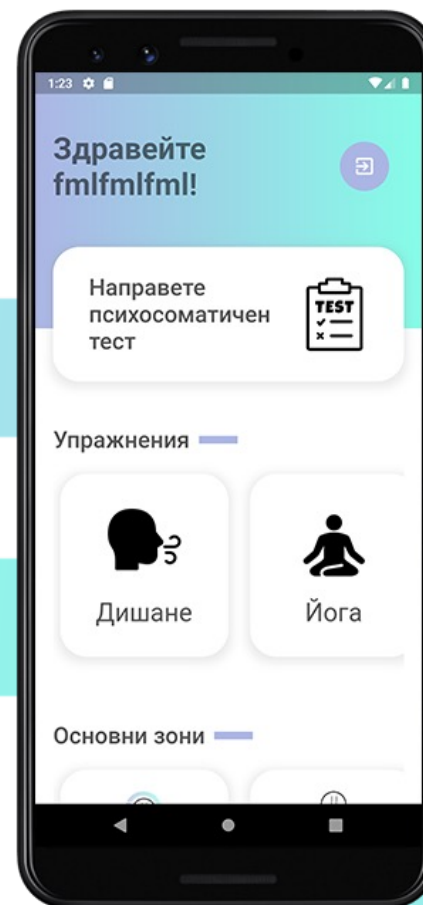 1:23
Здравейте
fmlfmlfml!
Направете
психосоматичен
тест
TEST
Упражнения
Дишане
Йога
Основни зони